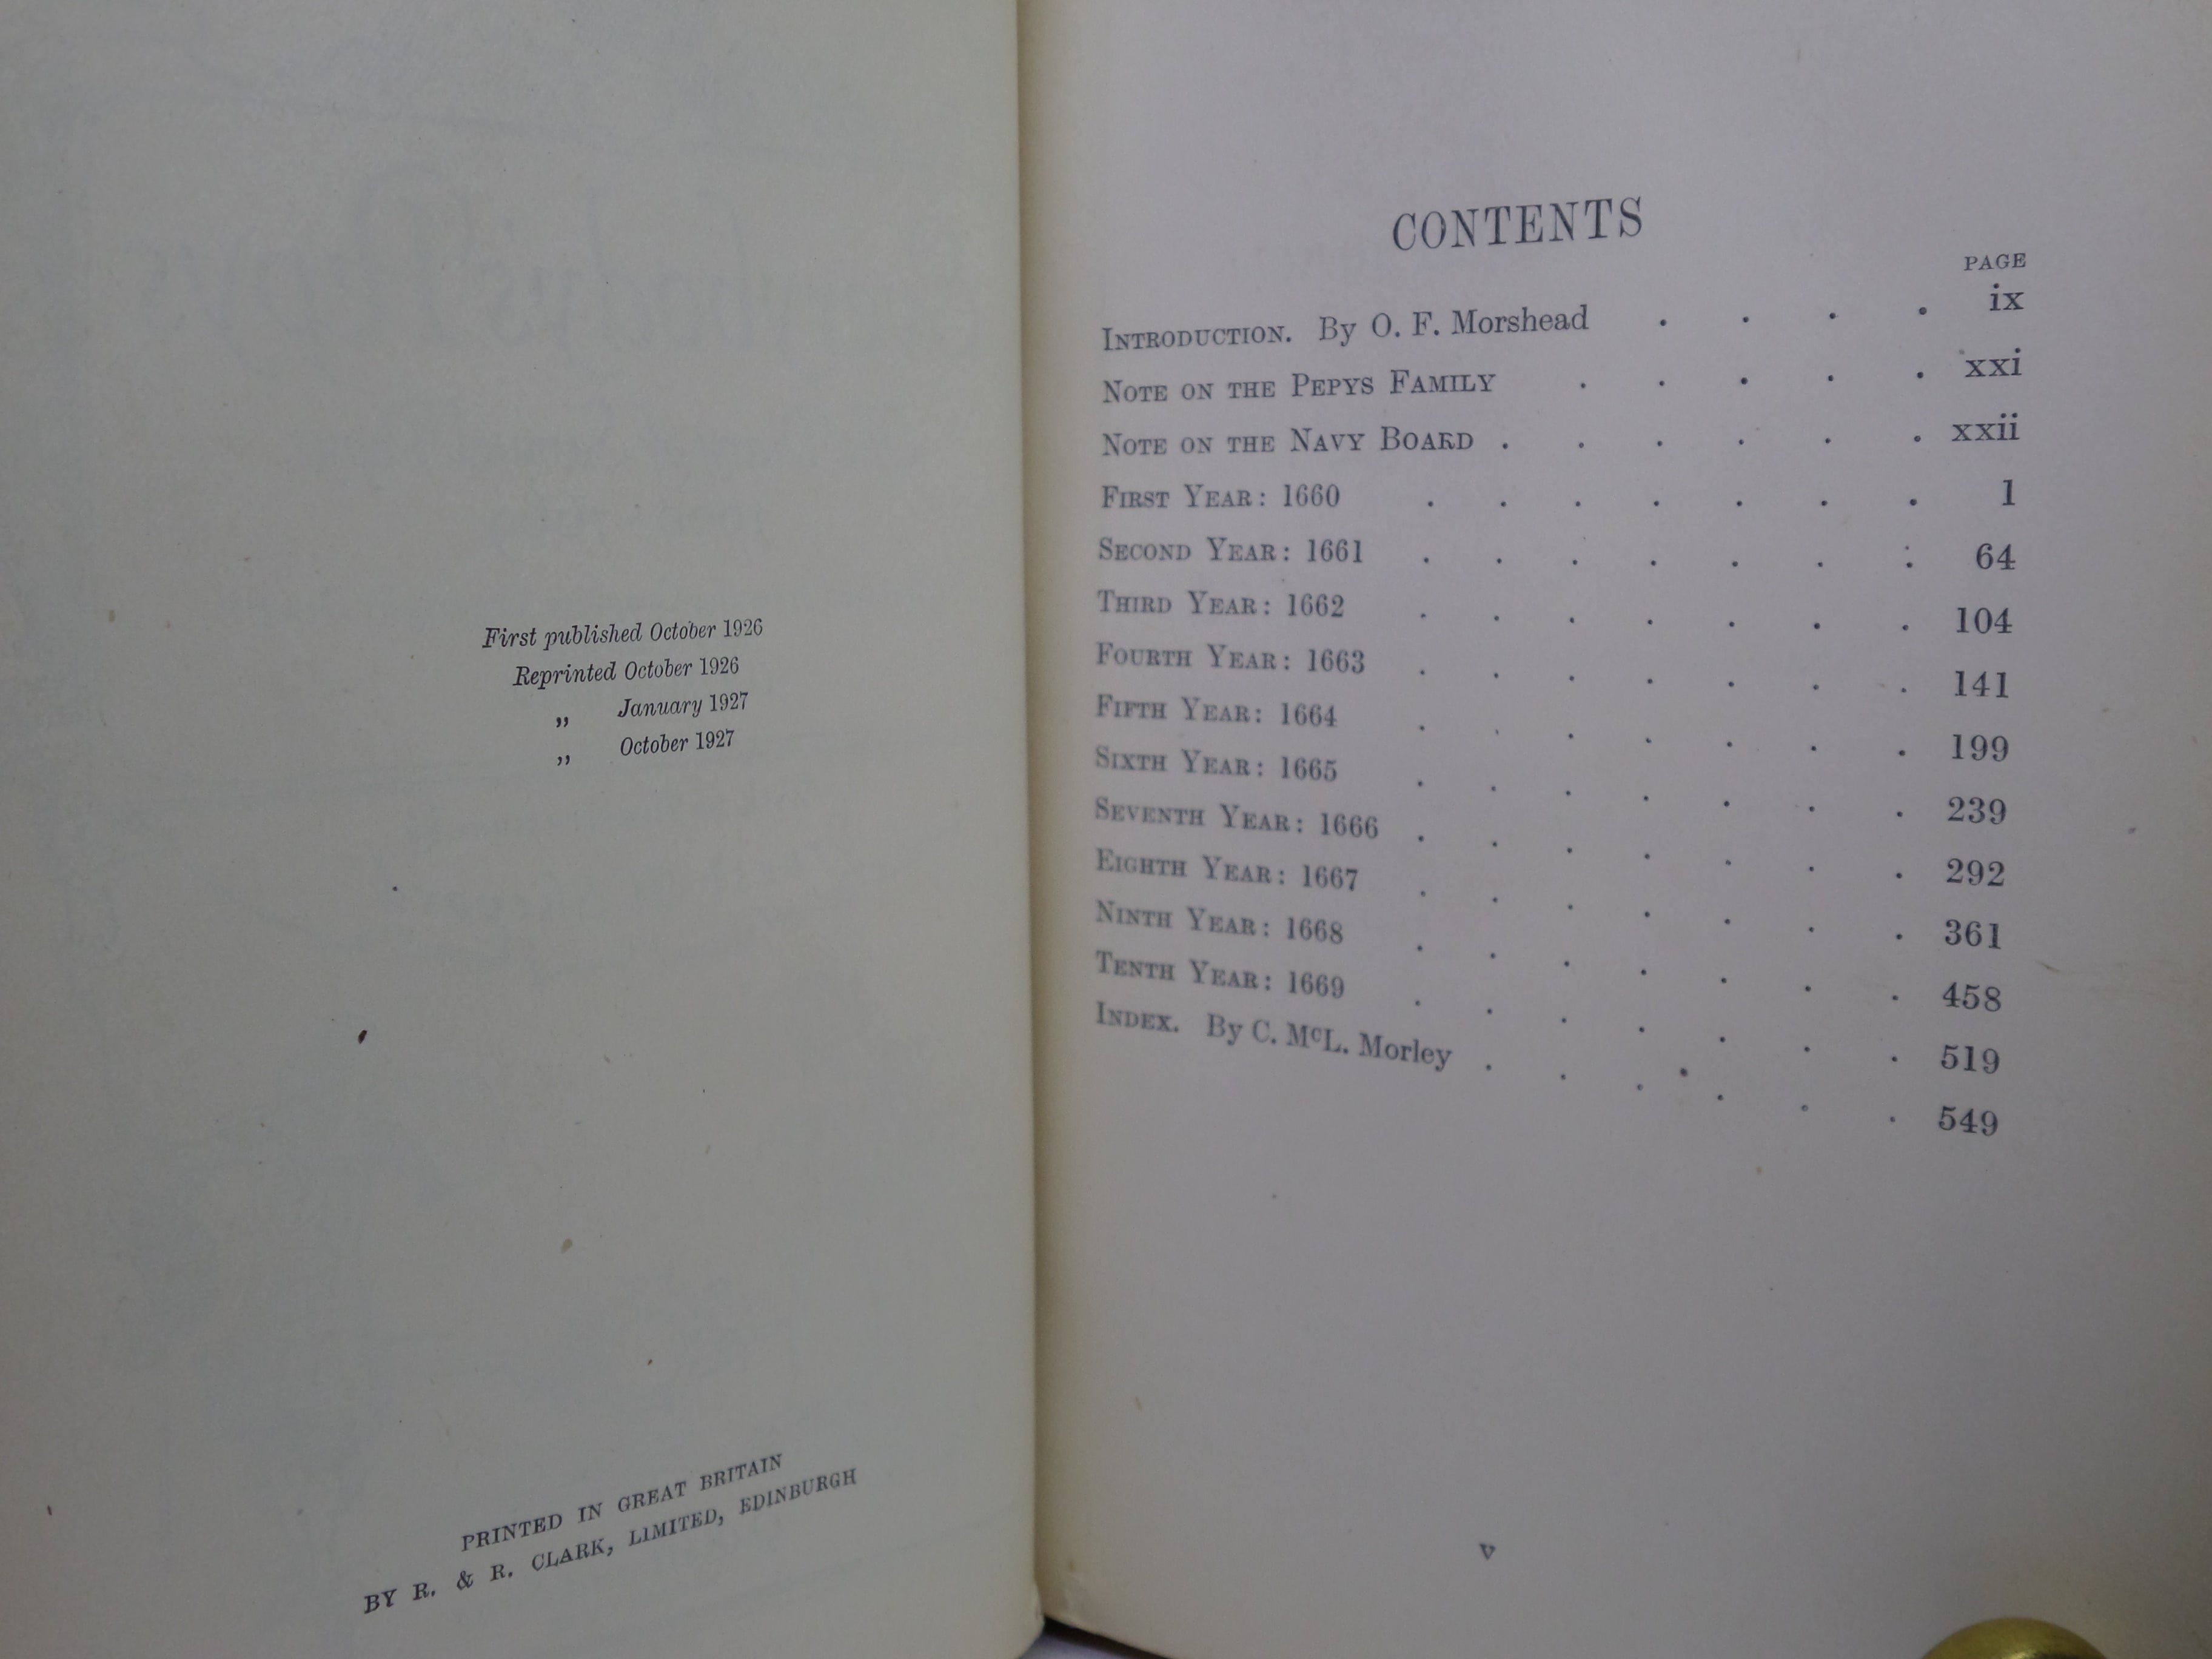 First published October 1926
Reprinted October 1926
„ January 1927
„ October 1927
PRINTED IN GREAT BRITAIN
BY R. & R. CLARK, LIMITED, EDINBURGH
CONTENTS
PAGE
INTRODUCTION. By O. F. Morshead . . . . ix
NOTE ON THE PEPYS FAMILY . . . . . xxi
NOTE ON THE NAVY BOARD . . . . . . xxii
FIRST YEAR: 1660 . . . . . . . 1
SECOND YEAR: 1661 . . . . . . . 64
THIRD YEAR: 1662 . . . . . . . 104
FOURTH YEAR: 1663 . . . . . . . 141
FIFTH YEAR: 1664 . . . . . . . 199
SIXTH YEAR: 1665 . . . . . . . 239
SEVENTH YEAR: 1666 . . . . . . . 292
EIGHTH YEAR: 1667 . . . . . . . 361
NINTH YEAR: 1668 . . . . . . . 458
TENTH YEAR: 1669 . . . . . . . 519
INDEX. By C. McL. Morley . . . . . . 549
v